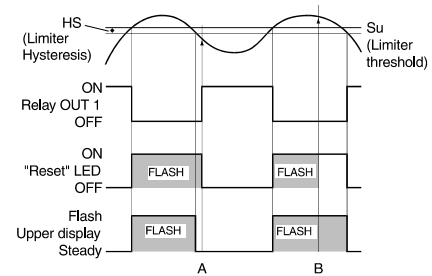 HS
(Limiter
Hysteresis)
Su
(Limiter
threshold)
ON
Relay OUT 1
OFF
ON
"Reset" LED
OFF
FLASH
FLASH
Flash
Upper display
Steady
FLASH
FLASH
A
B